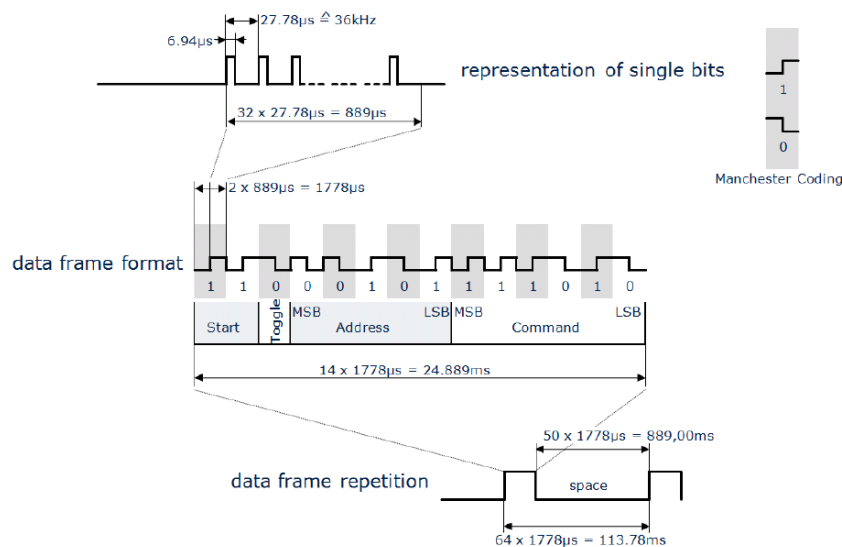 27.78µs ≙ 36kHz
6.94µs
representation of single bits
1
32 x 27.78µs = 889µs
0
Manchester Coding
2 x 889µs = 1778µs
data frame format
1 1 0 0 0 1 0 1 1 1 1 0 1 0
Start Toggle MSB Address LSB MSB Command LSB
14 x 1778µs = 24.889ms
50 x 1778µs = 889,00ms
data frame repetition
space
64 x 1778µs = 113.78ms